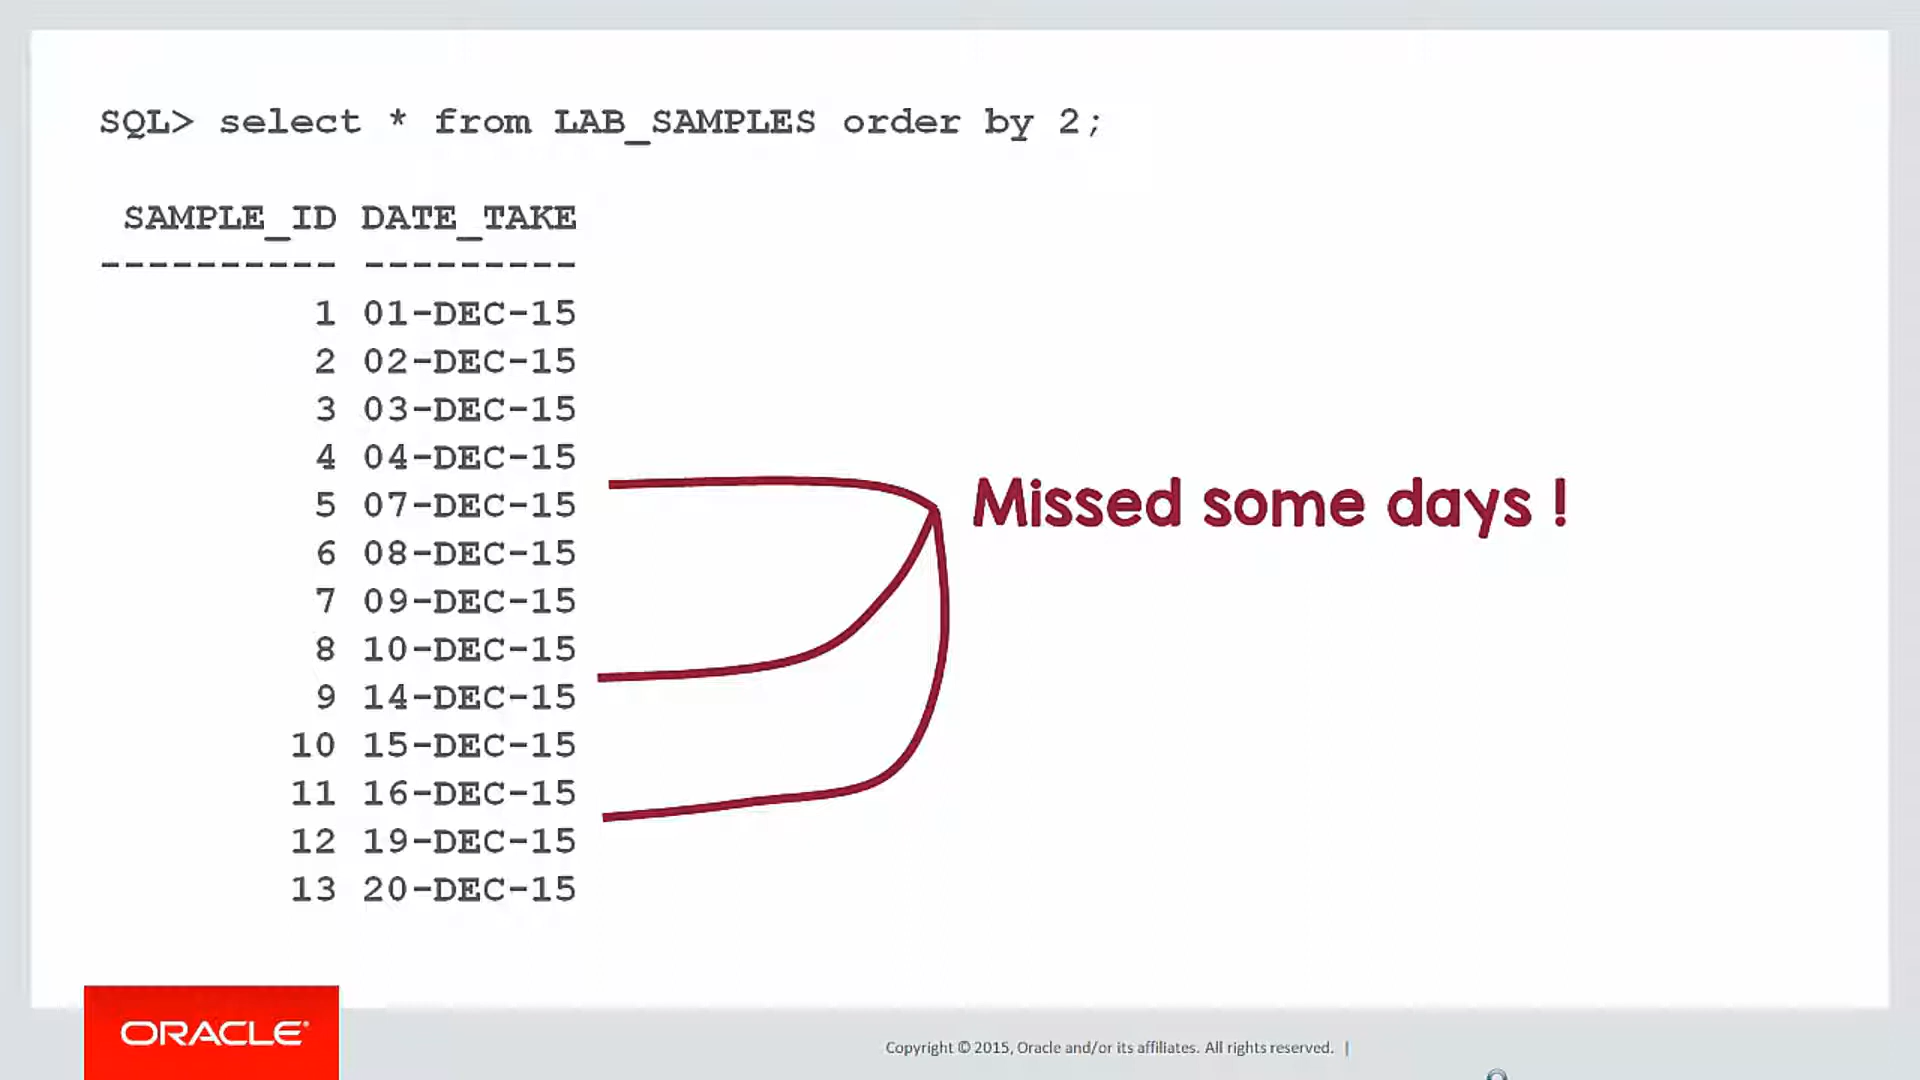 SQL> select * from LAB_SAMPLES order by 2;
SAMPLE_ID DATE_TAKE
---------- ---------
1 01-DEC-15
2 02-DEC-15
3 03-DEC-15
4 04-DEC-15
5 07-DEC-15
6 08-DEC-15
7 09-DEC-15
8 10-DEC-15
9 14-DEC-15
10 15-DEC-15
11 16-DEC-15
12 19-DEC-15
13 20-DEC-15
Missed some days !
ORACLE®
Copyright © 2015, Oracle and/or its affiliates. All rights reserved. |